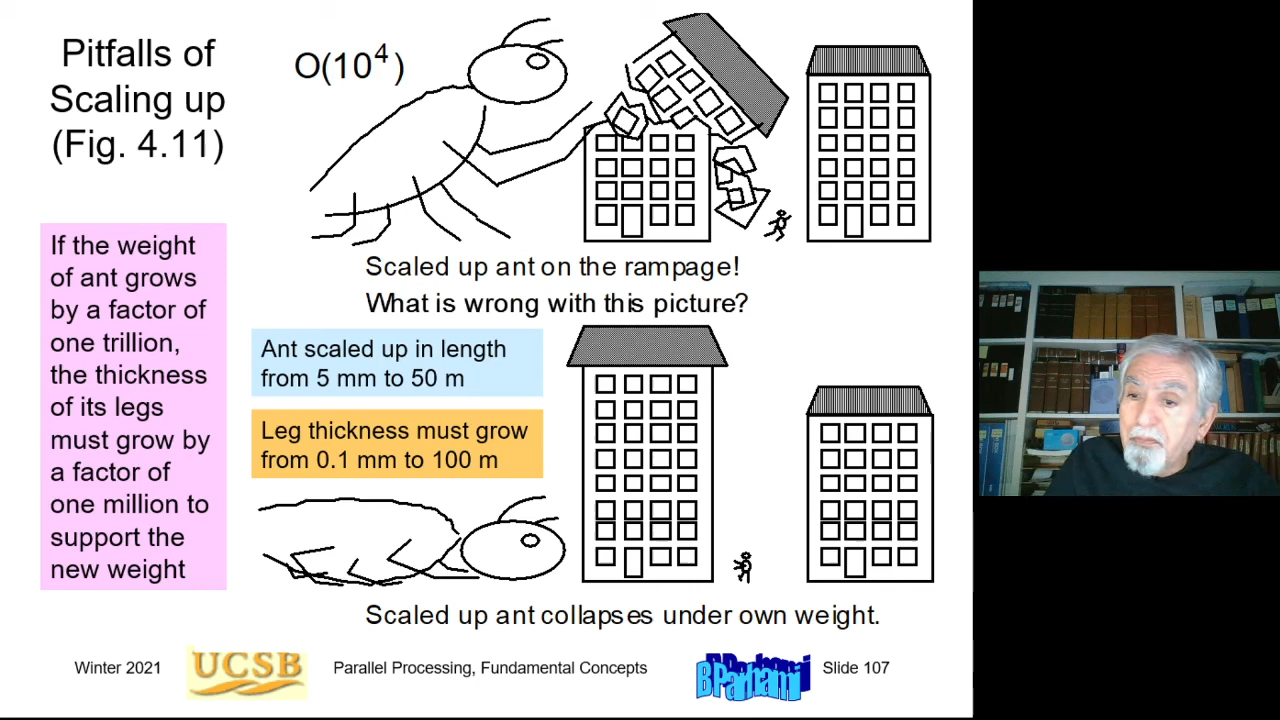 Pitfalls of
Scaling up
(Fig. 4.11)
O(10⁴)
If the weight
of ant grows
by a factor of
one trillion,
the thickness
of its legs
must grow by
a factor of
one million to
support the
new weight
Scaled up ant on the rampage!
What is wrong with this picture?
Ant scaled up in length
from 5 mm to 50 m
Leg thickness must grow
from 0.1 mm to 100 m
Scaled up ant collapses under own weight.
Winter 2021
UCSB
Parallel Processing, Fundamental Concepts
B Parhami
Slide 107